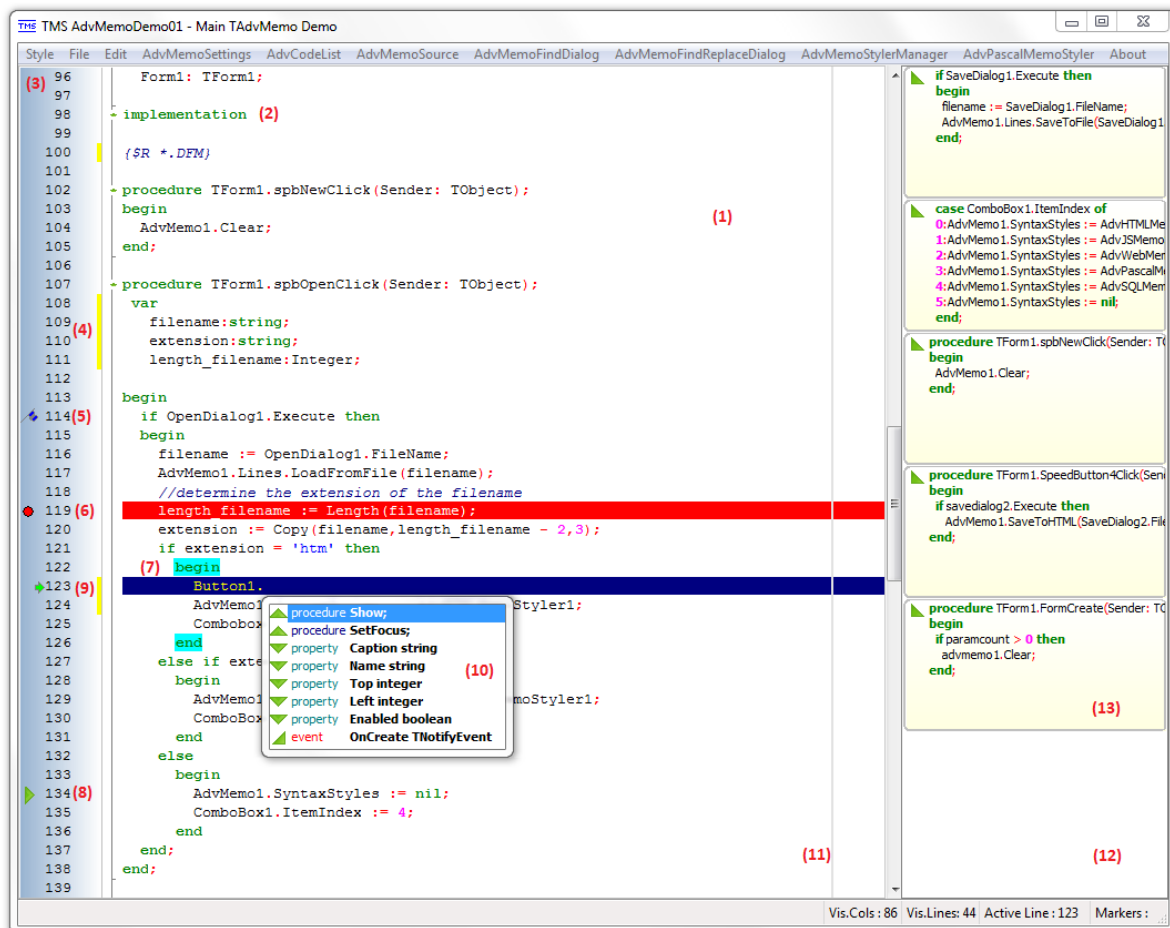 TMS TMS AdvMemoDemo01 - Main TAdvMemo Demo
Style File Edit AdvMemoSettings AdvCodeList AdvMemoSource AdvMemoFindDialog AdvMemoFindReplaceDialog AdvMemoStylerManager AdvPascalMemoStyler About
(3) 96 Form1: TForm1;
97
98 implementation (2)
99
100 {$R *.DFM}
101
102 procedure TForm1.spbNewClick(Sender: TObject);
103 begin
(1)
104 AdvMemo1.Clear;
105 end;
106
107 procedure TForm1.spbOpenClick(Sender: TObject);
108 var
109 filename:string;
(4)
110 extension:string;
111 length_filename:Integer;
112
113 begin
114 (5) if OpenDialog1.Execute then
115 begin
116 filename := OpenDialog1.FileName;
117 AdvMemo1.Lines.LoadFromFile(filename);
118 //determine the extension of the filename
119 (6) length_filename := Length(filename);
120 extension := Copy(filename,length_filename - 2,3);
121 if extension = 'htm' then
122 (7) begin
123 (9) Button1.
124 AdvMemo1 Styler1;
125 Combobox
126 end
127 else if exte
128 begin
129 AdvMemo1 moStyler1;
130 ComboBox
131 end
132 else
133 begin
134 (8) AdvMemo1.SyntaxStyles := nil;
135 ComboBox1.ItemIndex := 4;
136 end
137 end;
(11)
138 end;
139
procedure Show;
procedure SetFocus;
property Caption string
property Name string
(10)
property Top integer
property Left integer
property Enabled boolean
event OnCreate TNotifyEvent
if SaveDialog1.Execute then
begin
filename := SaveDialog1.FileName;
AdvMemo1.Lines.SaveToFile(SaveDialog1
end;
case ComboBox1.ItemIndex of
0:AdvMemo1.SyntaxStyles := AdvHTMLMe
1:AdvMemo1.SyntaxStyles := AdvJSMemo
2:AdvMemo1.SyntaxStyles := AdvWebMer
3:AdvMemo1.SyntaxStyles := AdvPascalM
4:AdvMemo1.SyntaxStyles := AdvSQLMem
5:AdvMemo1.SyntaxStyles := nil;
end;
procedure TForm1.spbNewClick(Sender: TO
begin
AdvMemo1.Clear;
end;
procedure TForm1.SpeedButton4Click(Sen
begin
if savedialog2.Execute then
AdvMemo1.SaveToHTML(SaveDialog2.File
end;
procedure TForm1.FormCreate(Sender: TO
begin
if paramcount > 0 then
advmemo1.Clear;
end;
(13)
(12)
Vis.Cols : 86 Vis.Lines: 44 Active Line : 123 Markers :